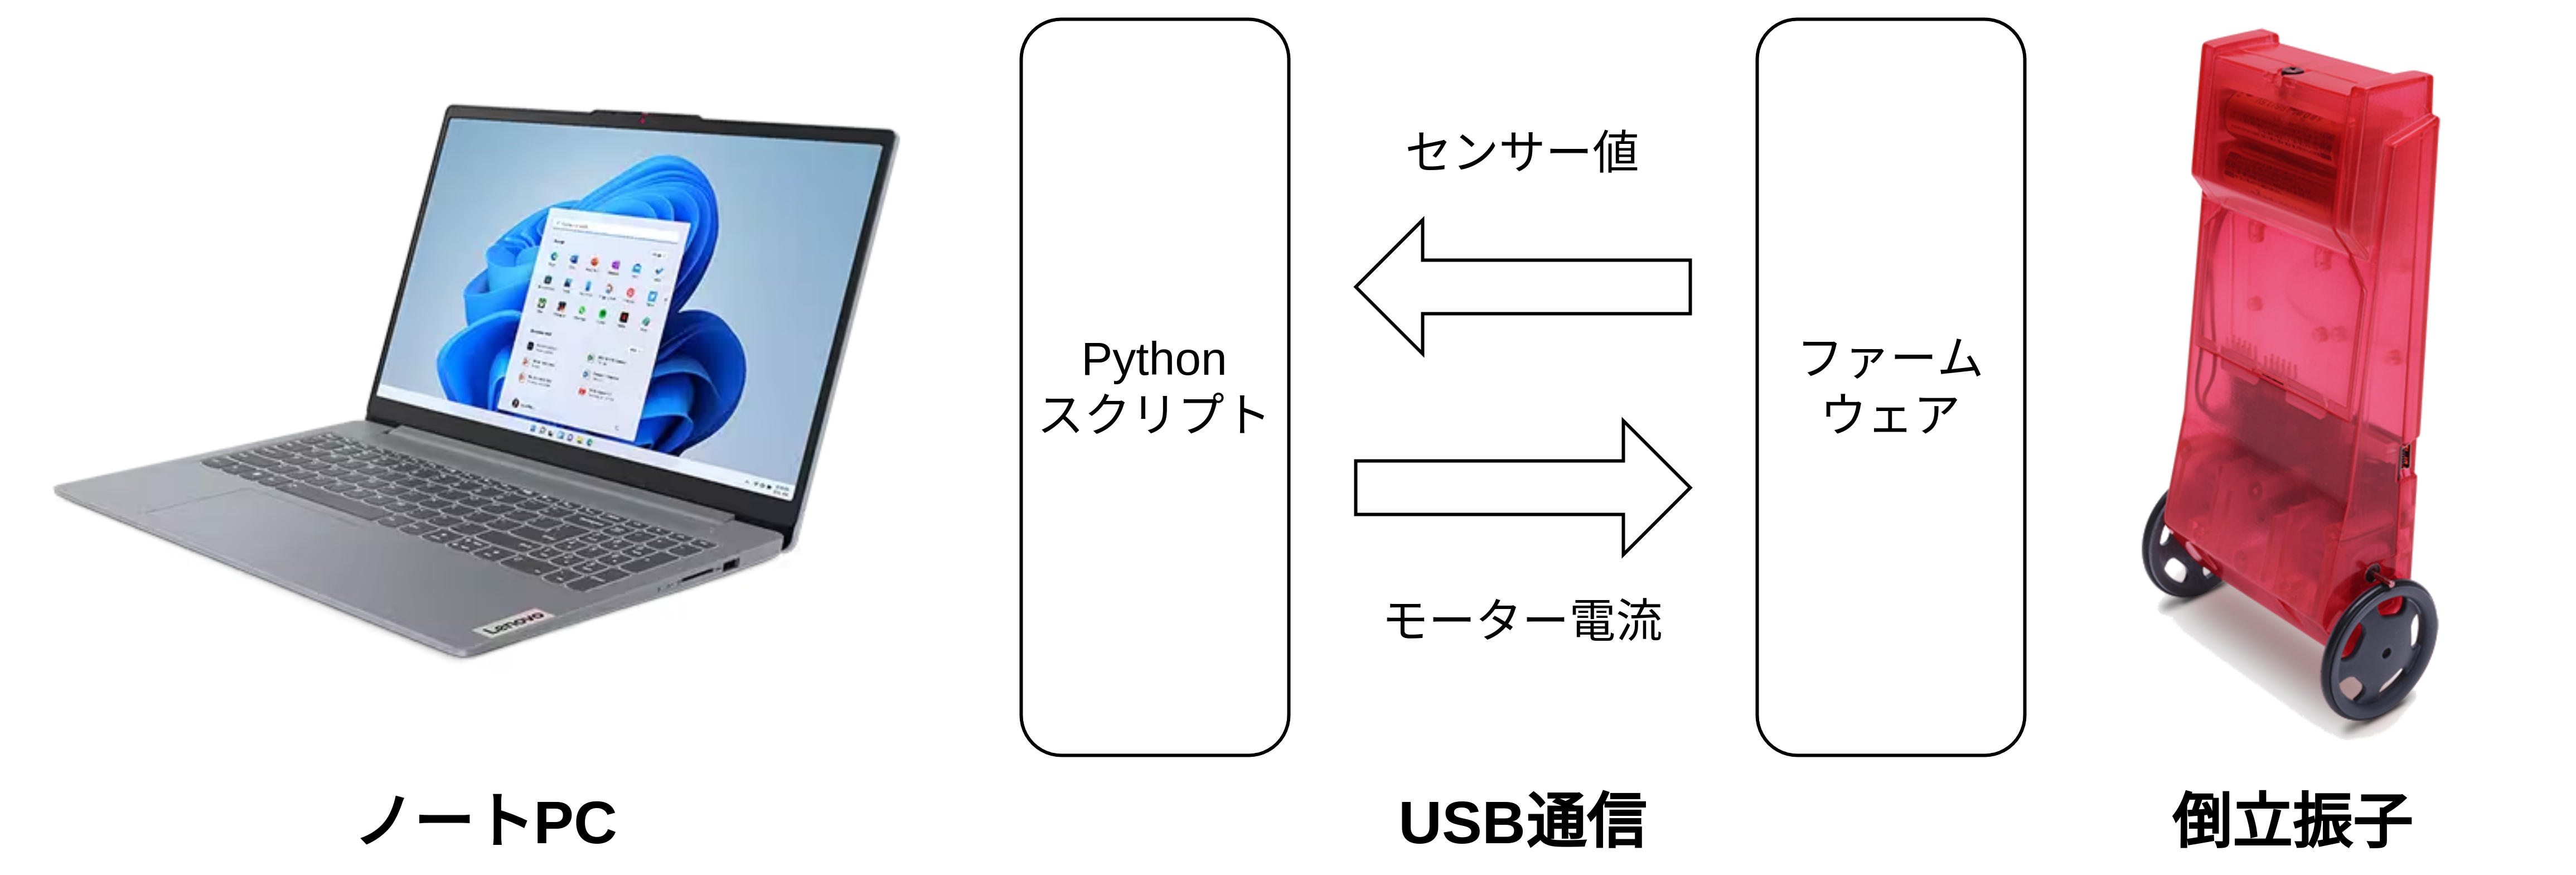 センサー値
Python
スクリプト
ファーム
ウェア
モーター電流
Lenovo
ノートPC
USB通信
倒立振子